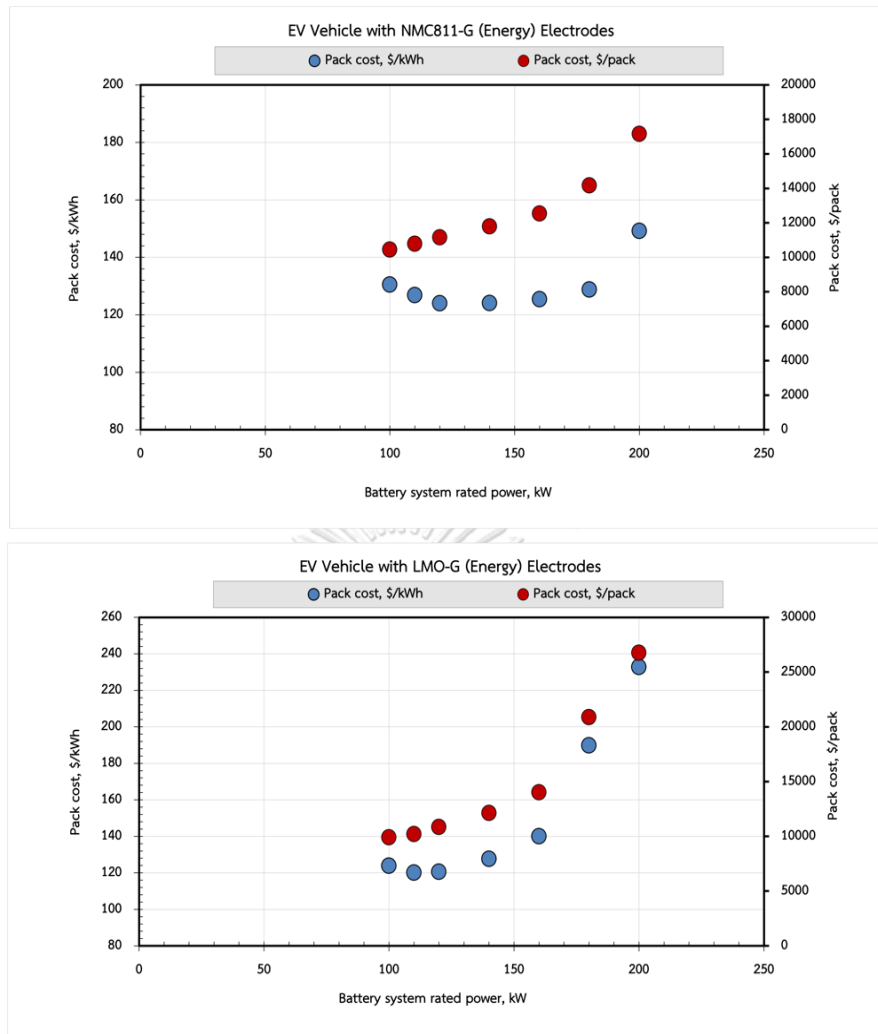 EV Vehicle with NMC811-G (Energy) Electrodes
Pack cost, $/kWh Pack cost, $/pack
200 20000
18000
180 16000
14000
160 12000
140 10000
8000
120 6000
100 4000
2000
80 0
Pack cost, $/kWh
Pack cost, $/pack
0 50 100 150 200 250
Battery system rated power, kW
EV Vehicle with LMO-G (Energy) Electrodes
Pack cost, $/kWh Pack cost, $/pack
260 30000
240 25000
220
200 20000
180
160 15000
140 10000
120
100 5000
80 0
Pack cost, $/kWh
Pack cost, $/pack
0 50 100 150 200 250
Battery system rated power, kW